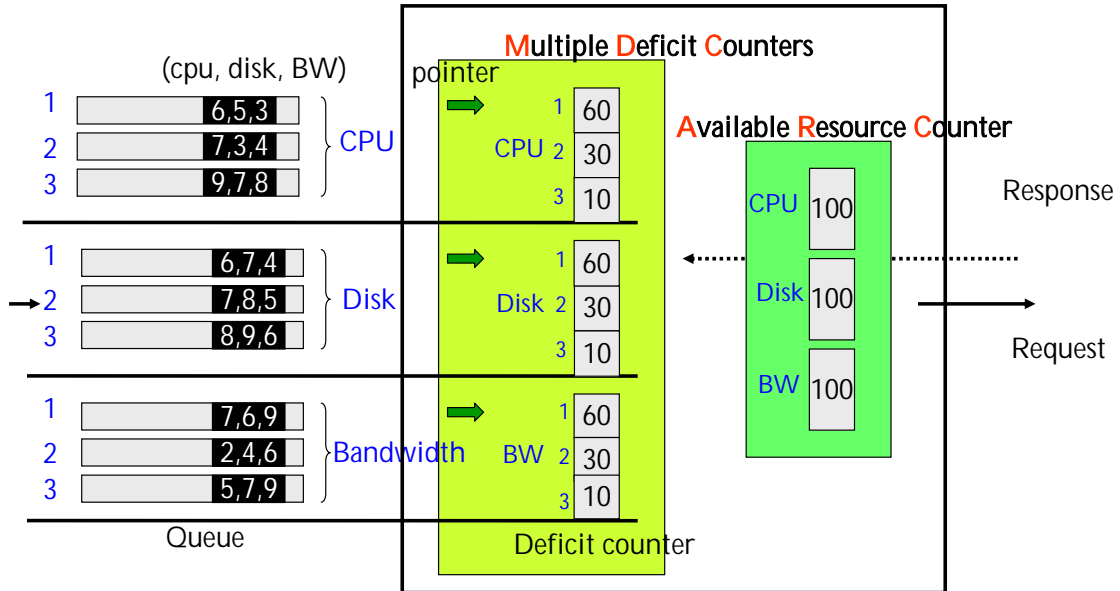 Multiple Deficit Counters
(cpu, disk, BW)
pointer
1
6,5,3
2
7,3,4
3
9,7,8
CPU
1
60
CPU
2
30
3
10
Available Resource Counter
CPU
100
Disk
100
BW
100
Response
Request
1
6,7,4
2
7,8,5
3
8,9,6
Disk
1
60
Disk
2
30
3
10
1
7,6,9
2
2,4,6
3
5,7,9
Bandwidth
1
60
BW
2
30
3
10
Queue
Deficit counter